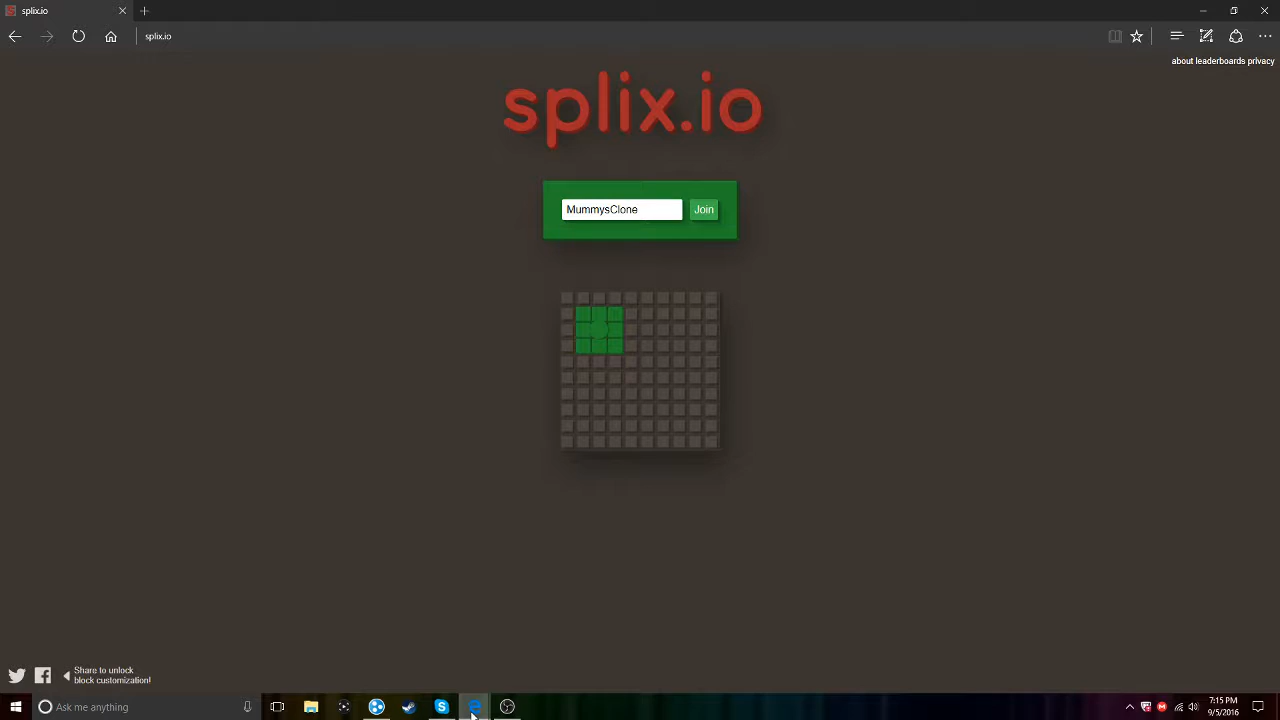 splix.io
splix.io
about leaderboards privacy
splix.io
MummysClone Join
Share to unlock
block customization!
Ask me anything
7:15 PM
9/5/2016